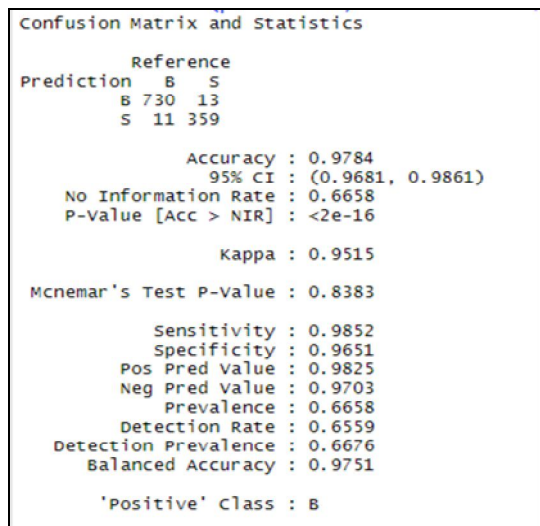 Confusion Matrix and Statistics
Reference
Prediction B S
B 730 13
S 11 359
Accuracy : 0.9784
95% CI : (0.9681, 0.9861)
No Information Rate : 0.6658
P-Value [Acc > NIR] : <2e-16
Kappa : 0.9515
Mcnemar's Test P-Value : 0.8383
Sensitivity : 0.9852
Specificity : 0.9651
Pos Pred Value : 0.9825
Neg Pred Value : 0.9703
Prevalence : 0.6658
Detection Rate : 0.6559
Detection Prevalence : 0.6676
Balanced Accuracy : 0.9751
'Positive' Class : B